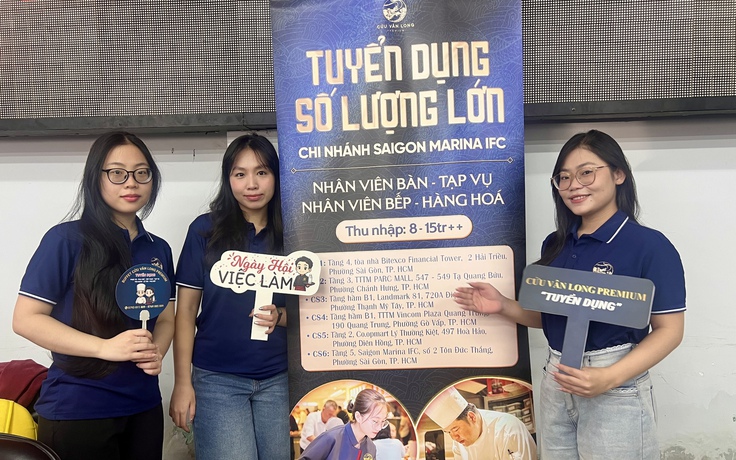 CỬU VÂN LONG
TUYỂN DỤNG
SỐ LƯỢNG LỚN
CHI NHÁNH SAIGON MARINA IFC
NHÂN VIÊN BÀN - TẠP VỤ
NHÂN VIÊN BẾP - HÀNG HOÁ
Thu nhập: 8 - 15tr++
Tầng 4, tòa nhà Bitexco Financial Tower, 2 Hải Triều,
Phường Sài Gòn, TP. HCM
Tầng 3, TTTM PARC MALL, 547 - 549 Tạ Quang Bửu,
Phường Chánh Hưng, TP. HCM
CS3: Tầng hầm B1, Landmark 81, 720A
Phường Thạnh Mỹ Tây, TP. HCM
CS4: Tầng hầm B1, TTTM Vincom Plaza Quang Trung,
190 Quang Trung, Phường Gò Vấp, TP. HCM
CS5: Tầng 2, Co.opmart Lý Thường Kiệt, 497 Hoà Hảo,
Phường Diên Hồng, TP. HCM
CS6: Tầng 5, Saigon Marina IFC, số 2 Tôn Đức Thắng,
Phường Sài Gòn, TP. HCM
Ngày Hội
VIỆC LÀM
CỬU VÂN LONG PREMIUM
"TUYỂN DỤNG"